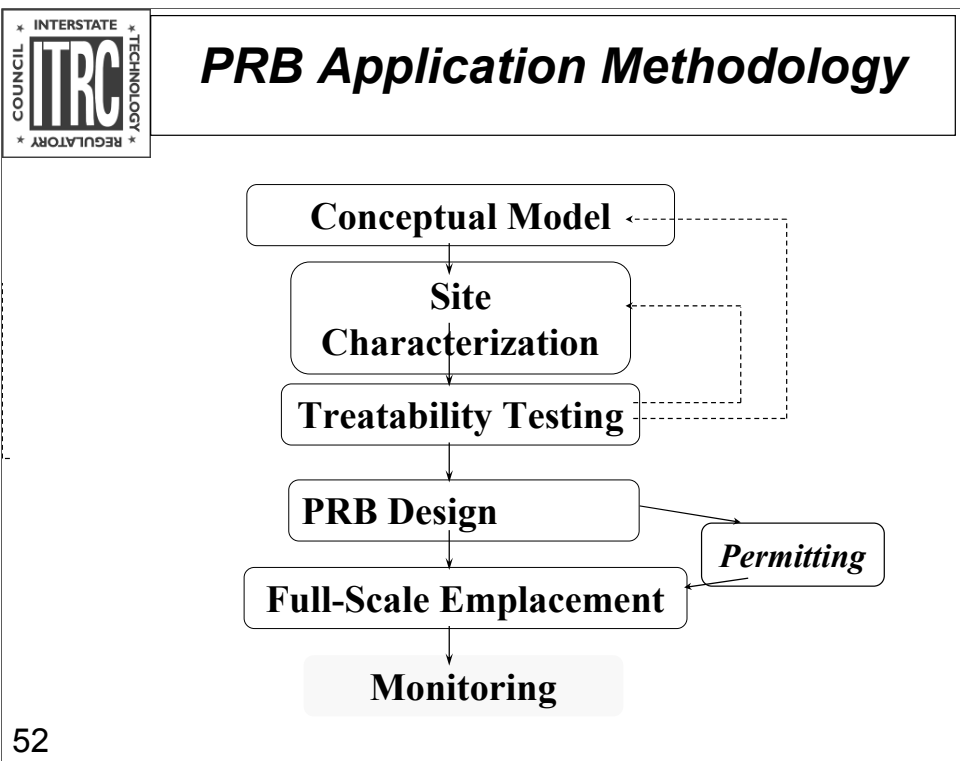 INTERSTATE
TECHNOLOGY
REGULATORY
COUNCIL
ITRC
PRB Application Methodology
Conceptual Model
Site
Characterization
Treatability Testing
PRB Design
Permitting
Full-Scale Emplacement
Monitoring
52